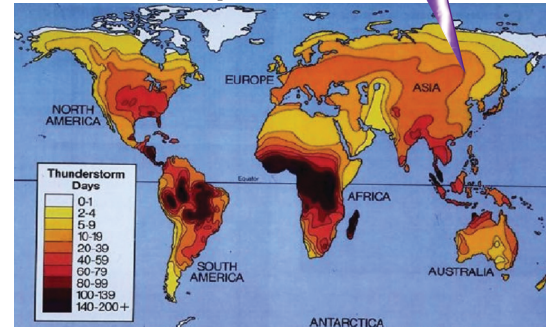 EUROPE
ASIA
NORTH
AMERICA
Thunderstorm
Days
0-1
2-4
5-9
10-19
20-39
40-59
60-79
80-99
100-139
140-200+
Equator
AFRICA
SOUTH
AMERICA
AUSTRALIA
ANTARCTICA